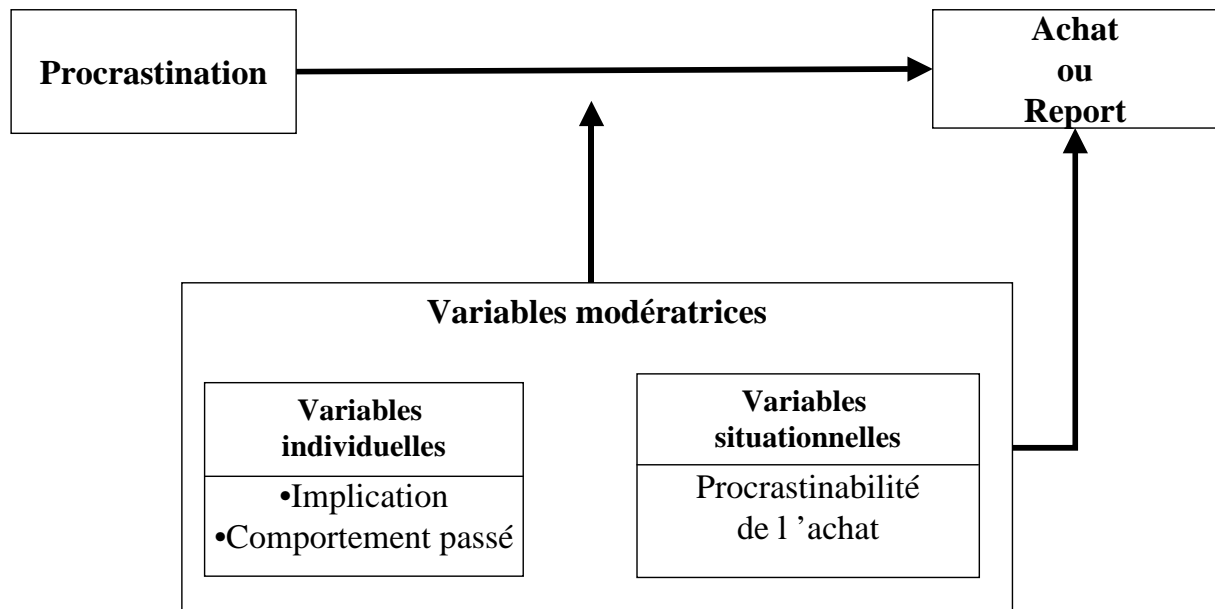 Procrastination
Achat
ou
Report
Variables modératrices
Variables
individuelles
•Implication
•Comportement passé
Variables
situationnelles
Procrastinabilité
de l ’achat